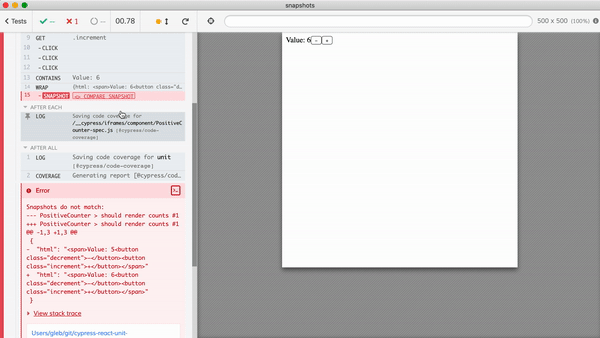 snapshots
< Tests
✓ --
✗ 1
○ --
00.78
500 x 500 (100%)
9 GET .increment
10 - CLICK
11 - CLICK
12 - CLICK
13 CONTAINS Value: 6
14 WRAP {html: <span>Value: 6<button class="d…
15 - SNAPSHOT <> COMPARE SNAPSHOT
AFTER EACH
LOG Saving code coverage for
/__cypress/iframes/component/PositiveC
ounter-spec.js [@cypress/code-
coverage]
AFTER ALL
1 LOG Saving code coverage for unit
[@cypress/code-coverage]
2 COVERAGE Generating report [@cypress/cod…
Error
Snapshots do not match:
--- PositiveCounter > should render counts #1
+++ PositiveCounter > should render counts #1
@@ -1,3 +1,3 @@
{
- "html": "<span>Value: 5<button
class="decrement">-</button><button
class="increment">+</button></span>"
+ "html": "<span>Value: 6<button
class="decrement">-</button><button
class="increment">+</button></span>"
}
> View stack trace
Users/gleb/git/cypress-react-unit-
Value: 6 - +